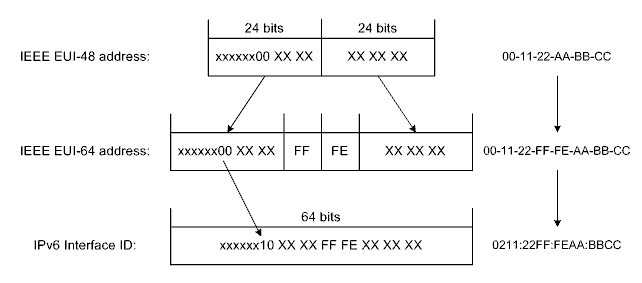 24 bits 24 bits
IEEE EUI-48 address: xxxxxx00 XX XX XX XX XX 00-11-22-AA-BB-CC
IEEE EUI-64 address: xxxxxx00 XX XX FF FE XX XX XX 00-11-22-FF-FE-AA-BB-CC
64 bits
IPv6 Interface ID: xxxxxx10 XX XX FF FE XX XX XX 0211:22FF:FEAA:BBCC